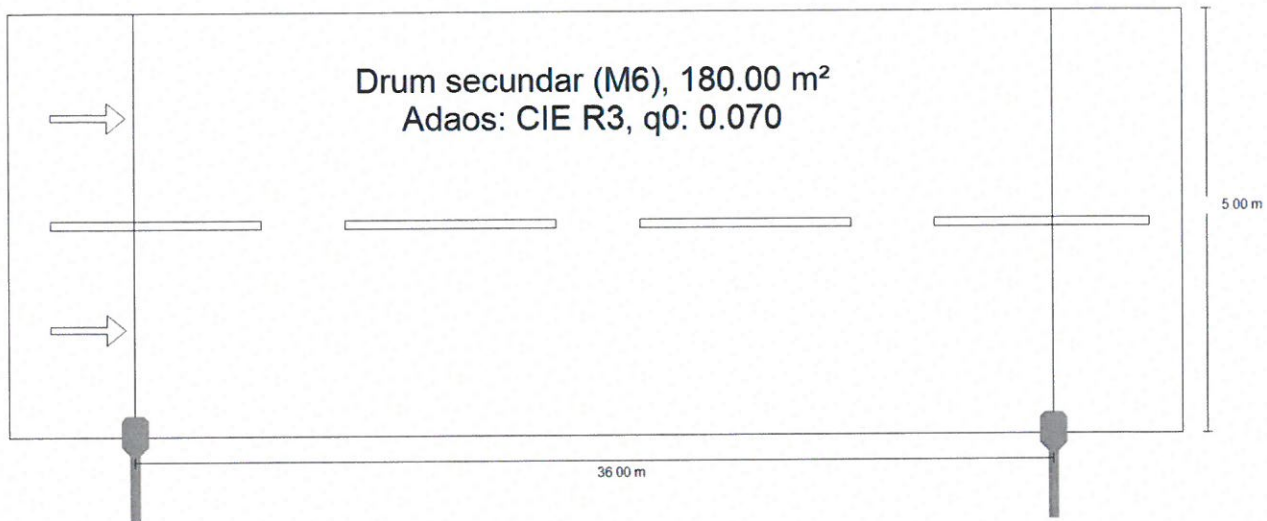 Drum secundar (M6), 180.00 m²
Adaos: CIE R3, q0: 0.070
5 00 m
36 00 m